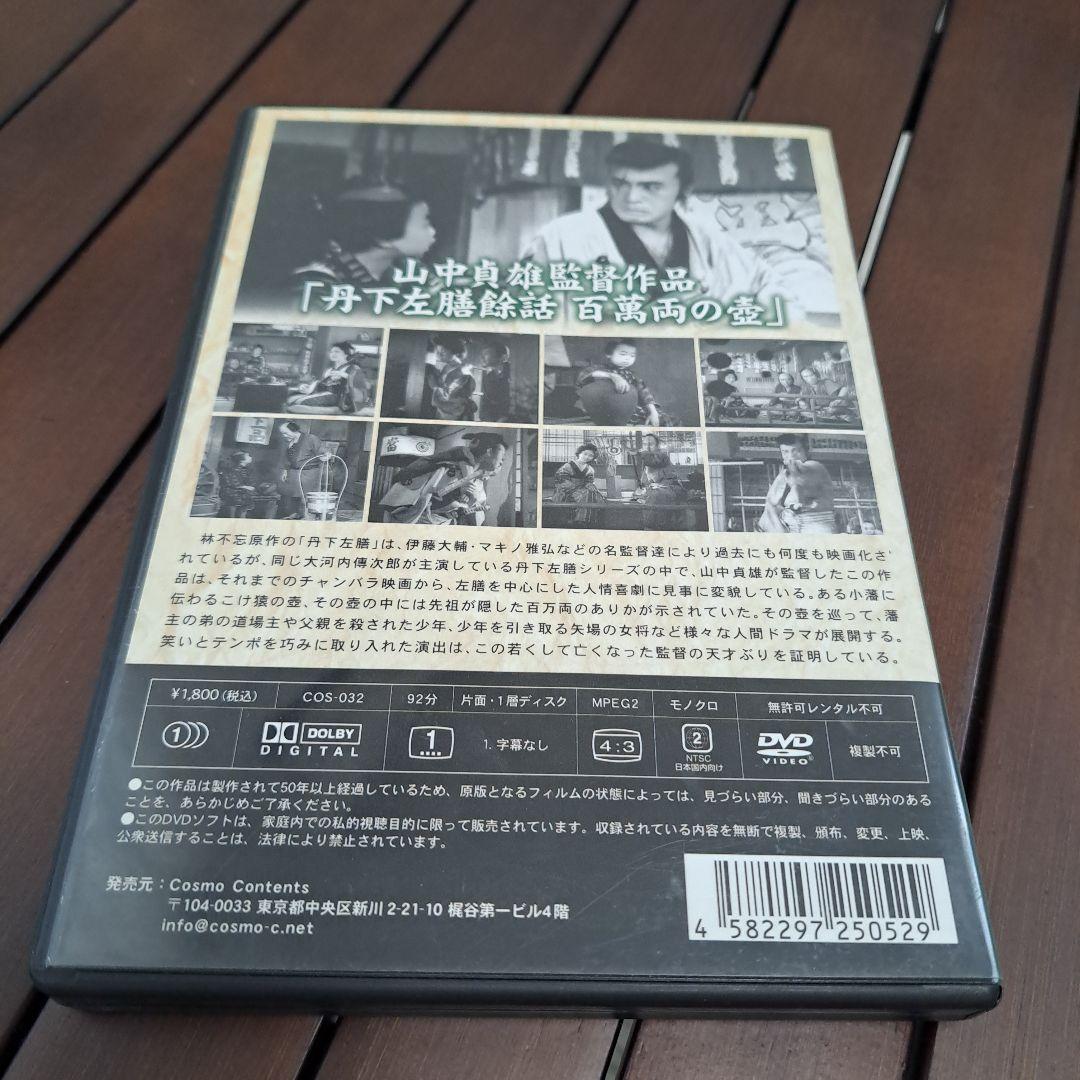 山中貞雄監督作品
「丹下左膳餘話 百萬両の壺」
林不忘原作の「丹下左膳」は、伊藤大輔・マキノ雅弘などの名監督達により過去にも何度も映画化さ
れているが、同じ大河内傳次郎が主演している丹下左膳シリーズの中で、山中貞雄が監督したこの作
品は、それまでのチャンバラ映画から、左膳を中心にした人情喜劇に見事に変貌している。ある小藩に
伝わるこけ猿の壺、その壺の中には先祖が隠した百万両のありかが示されていた。その壺を巡って、藩
主の弟の道場主や父親を殺された少年、少年を引き取る矢場の女将など様々な人間ドラマが展開する。
笑いとテンポを巧みに取り入れた演出は、この若くして亡くなった監督の天才ぶりを証明している。
¥1,800(税込) COS-032 92分 片面・1層ディスク MPEG2 モノクロ 無許可レンタル不可
1 DOLBY DIGITAL 1 1. 字幕なし 4:3 2 NTSC 日本国内向け DVD VIDEO 複製不可
●この作品は製作されて50年以上経過しているため、原版となるフィルムの状態によっては、見づらい部分、聞きづらい部分のある
ことを、あらかじめご了承ください。
●このDVDソフトは、家庭内での私的視聴目的に限って販売されています。収録されている内容を無断で複製、頒布、変更、上映、
公衆送信することは、法律により禁止されています。
発売元：Cosmo Contents
〒104-0033 東京都中央区新川 2-21-10 梶谷第一ビル4階
info@cosmo-c.net
4 582297 250529